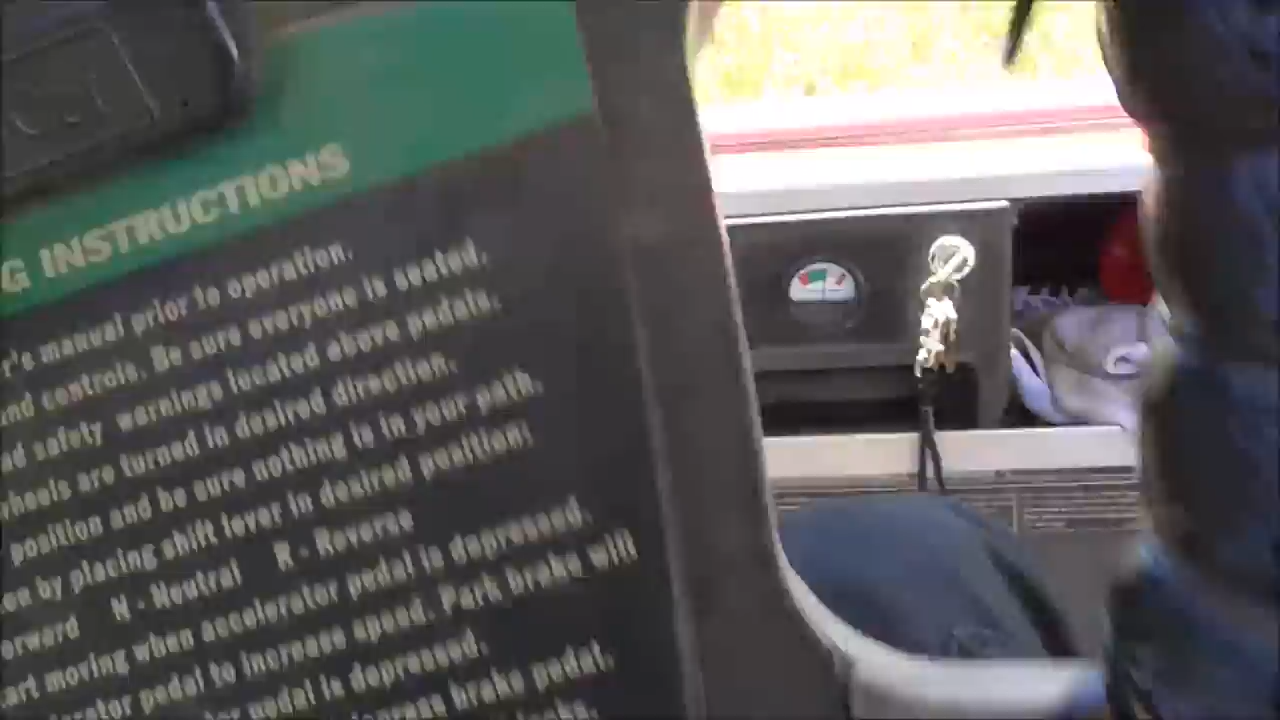 G INSTRUCTIONS
r's manual prior to operation.
and controls. Be sure everyone is seated.
ad safety warnings located above pedals.
wheels are turned in desired direction.
position and be sure nothing is in your path.
by placing shift lever in desired position;
orward N - Neutral R - Reverse
art moving when accelerator pedal is depressed.
erator pedal to increase speed. Park brake will
pedal is depressed.
brake pedal.